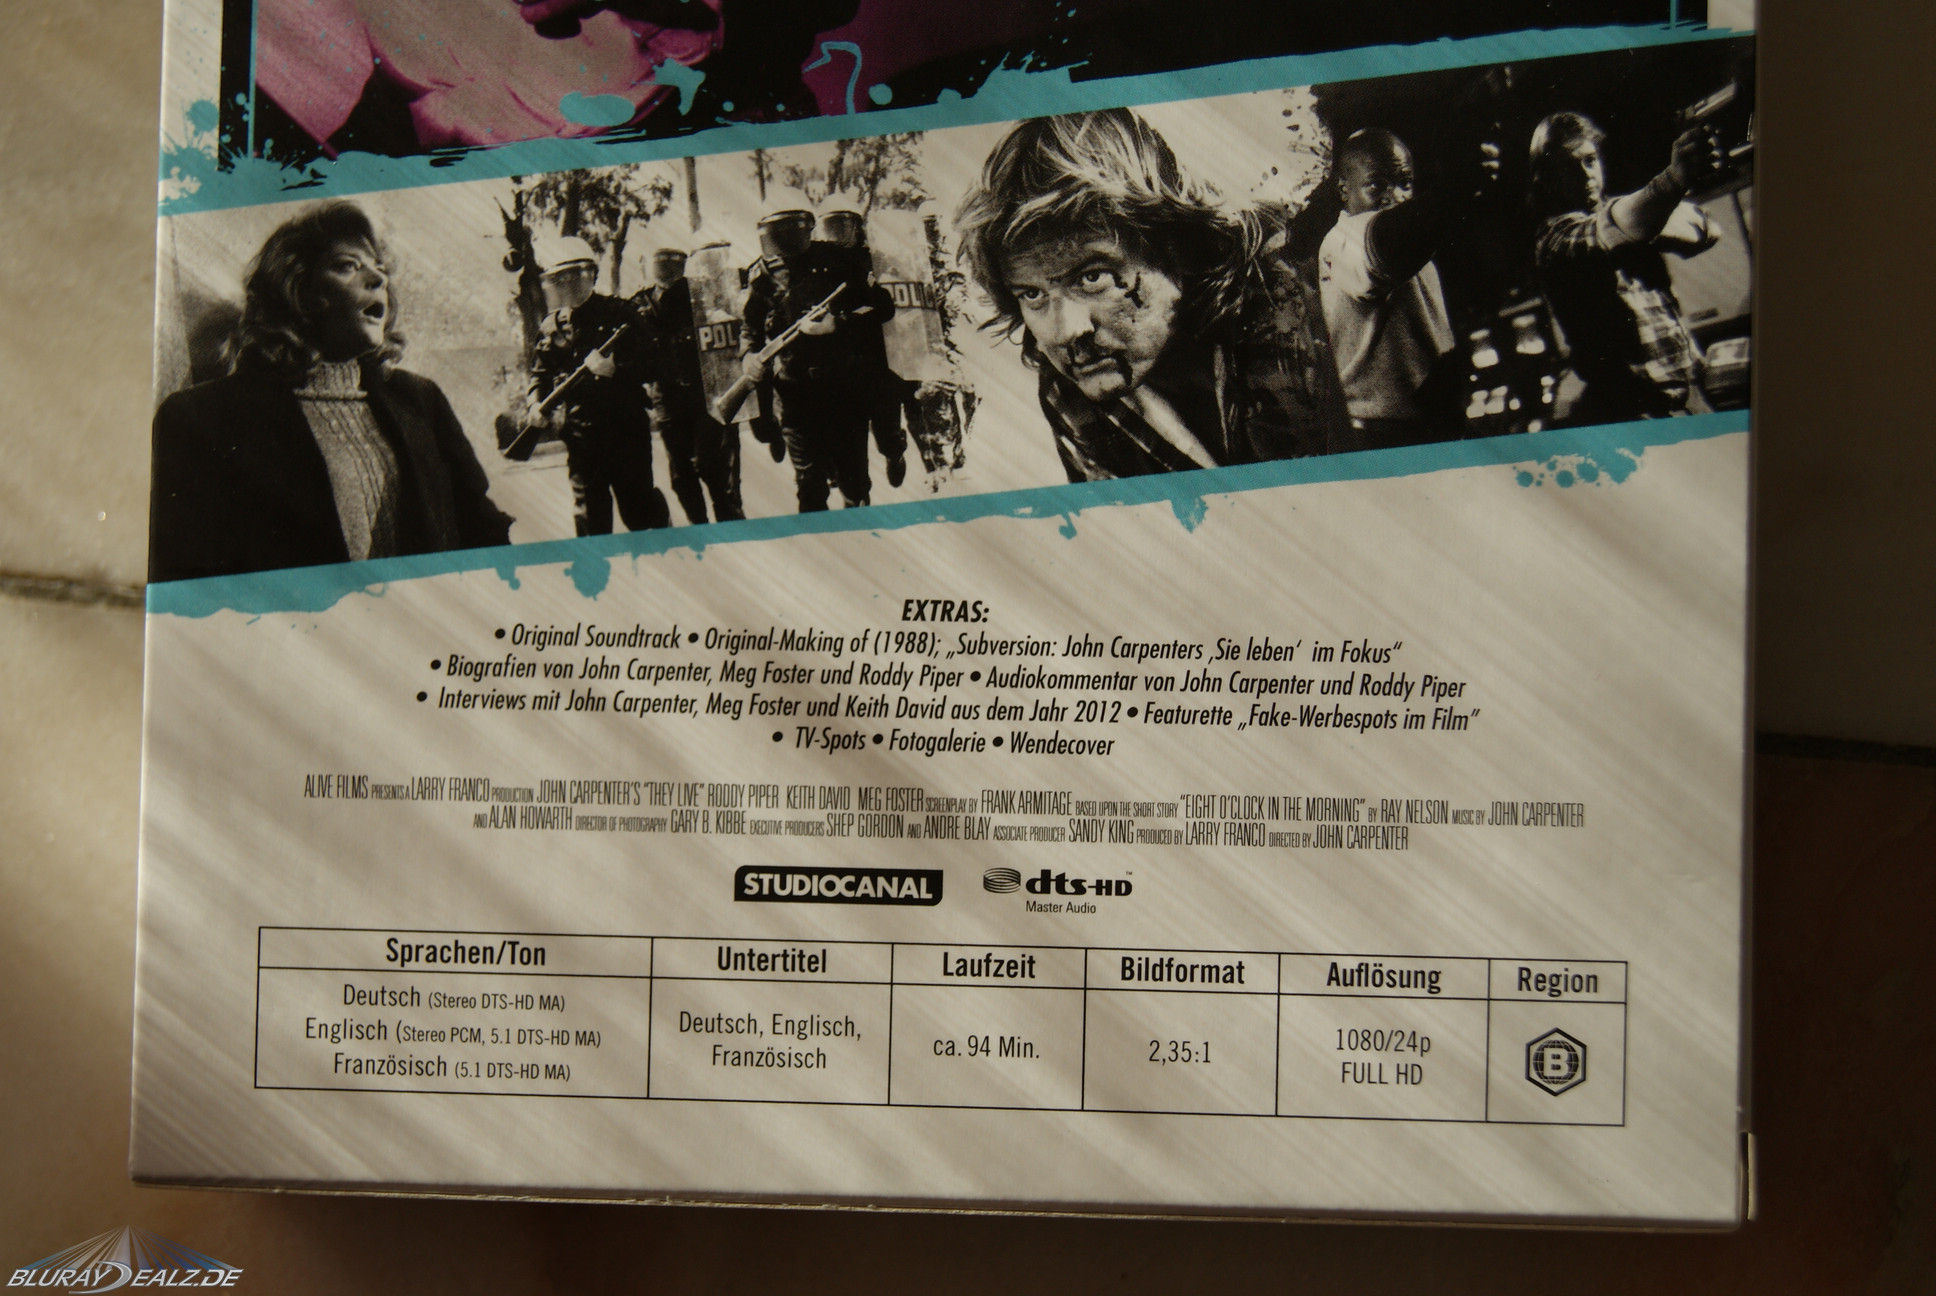 POL
POLIC
EXTRAS:
• Original Soundtrack • Original-Making of (1988); „Subversion: John Carpenters ‚Sie leben‘ im Fokus“
• Biografien von John Carpenter, Meg Foster und Roddy Piper • Audiokommentar von John Carpenter und Roddy Piper
• Interviews mit John Carpenter, Meg Foster und Keith David aus dem Jahr 2012 • Featurette „Fake-Werbespots im Film“
• TV-Spots • Fotogalerie • Wendecover
ALIVE FILMS PRESENTS A LARRY FRANCO PRODUCTION JOHN CARPENTER'S "THEY LIVE" RODDY PIPER KEITH DAVID MEG FOSTER SCREENPLAY BY FRANK ARMITAGE BASED UPON THE SHORT STORY "EIGHT O'CLOCK IN THE MORNING" BY RAY NELSON MUSIC BY JOHN CARPENTER
AND ALAN HOWARTH DIRECTOR OF PHOTOGRAPHY GARY B. KIBBE EXECUTIVE PRODUCERS SHEP GORDON AND ANDRE BLAY ASSOCIATE PRODUCER SANDY KING PRODUCED BY LARRY FRANCO DIRECTED BY JOHN CARPENTER
STUDIOCANAL dts-HD™
Master Audio
Sprachen/Ton Untertitel Laufzeit Bildformat Auflösung Region
Deutsch (Stereo DTS-HD MA)
Englisch (Stereo PCM, 5.1 DTS-HD MA)
Französisch (5.1 DTS-HD MA)
Deutsch, Englisch,
Französisch
ca. 94 Min.
2,35:1
1080/24p
FULL HD
B
BLURAYDEALZ.DE